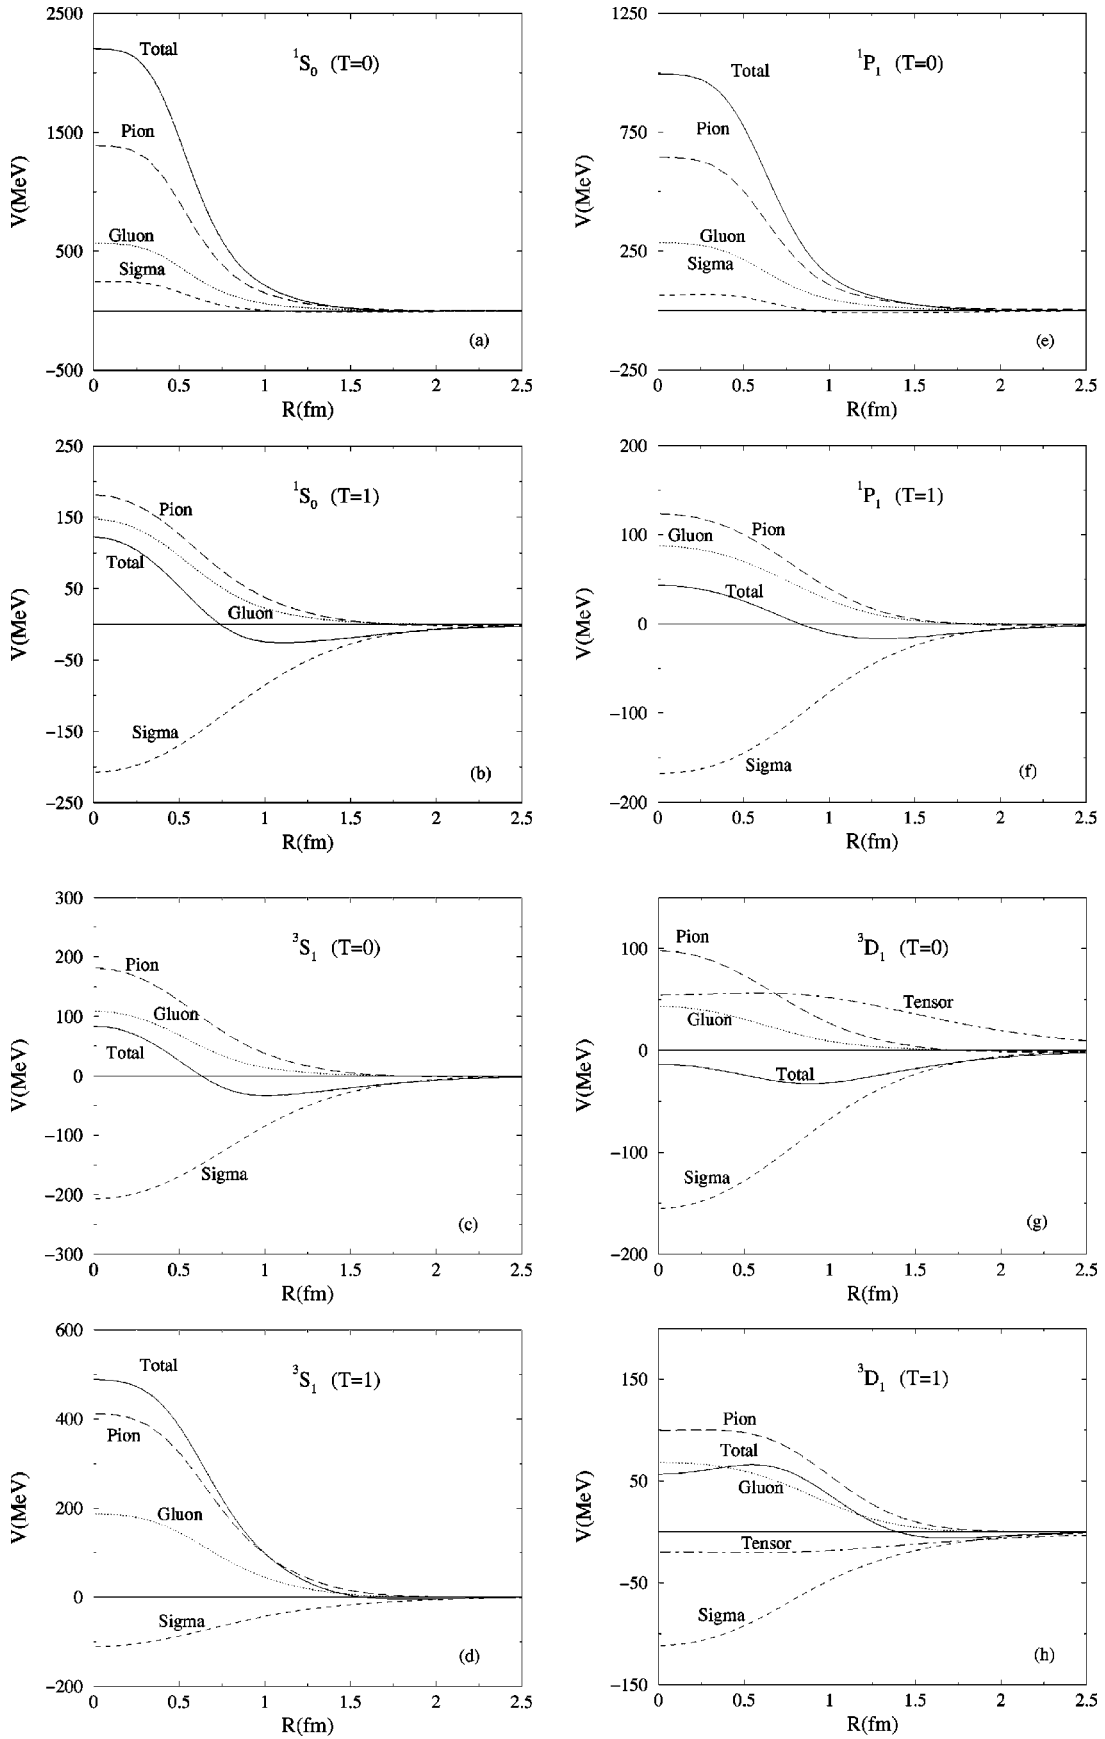 2500
1500
500
−500
V(MeV)
Total
Pion
Gluon
Sigma
1S0 (T=0)
(a)
0 0.5 1 1.5 2 2.5
R(fm)
1250
750
250
−250
V(MeV)
Total
Pion
Gluon
Sigma
1P1 (T=0)
(e)
0 0.5 1 1.5 2 2.5
R(fm)
250
150
50
−50
−150
−250
V(MeV)
1S0 (T=1)
Pion
Total
Gluon
Sigma
(b)
0 0.5 1 1.5 2 2.5
R(fm)
200
100
0
−100
−200
V(MeV)
1P1 (T=1)
Gluon
Pion
Total
Sigma
(f)
0 0.5 1 1.5 2 2.5
R(fm)
300
200
100
0
−100
−200
−300
V(MeV)
3S1 (T=0)
Pion
Gluon
Total
Sigma
(c)
0 0.5 1 1.5 2 2.5
R(fm)
100
0
−100
−200
V(MeV)
Pion
3D1 (T=0)
Tensor
Gluon
Total
Sigma
(g)
0 0.5 1 1.5 2 2.5
R(fm)
600
400
200
0
−200
V(MeV)
Total
3S1 (T=1)
Pion
Gluon
Sigma
(d)
0 0.5 1 1.5 2 2.5
R(fm)
150
50
−50
−150
V(MeV)
3D1 (T=1)
Pion
Total
Gluon
Tensor
Sigma
(h)
0 0.5 1 1.5 2 2.5
R(fm)